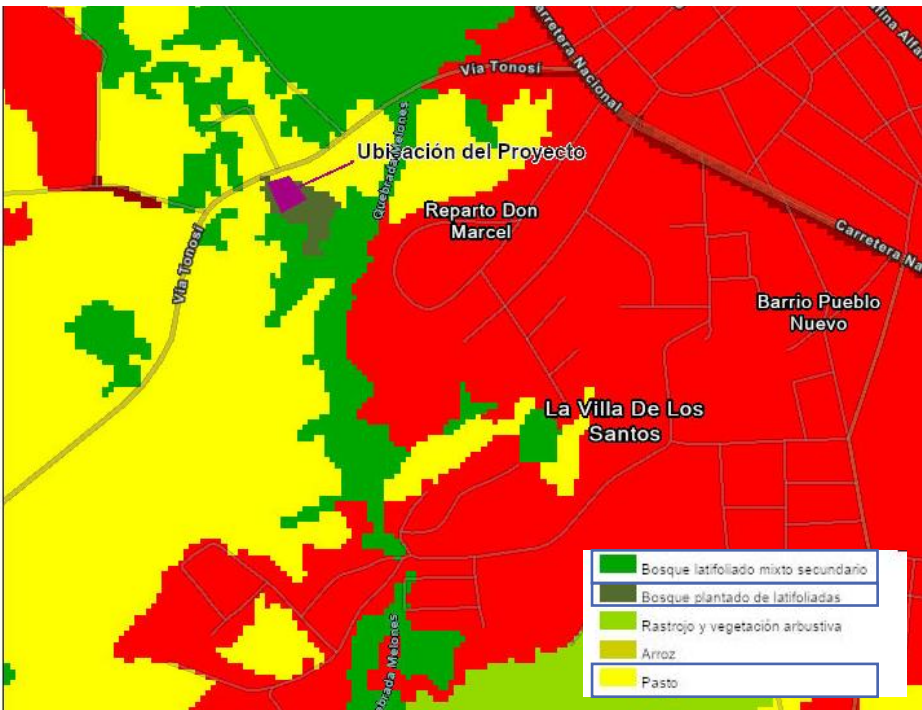 Carretera Nacional
Vía Tonosí
Ubicación del Proyecto
Quebrada Melones
Reparto Don
Marcel
Vía Tonosí
Carretera Na
Barrio Pueblo
Nuevo
La Villa De Los
Santos
Bosque latifoliado mixto secundario
Bosque plantado de latifoliadas
Rastrojo y vegetación arbustiva
Arroz
Pasto
ebrada Melones